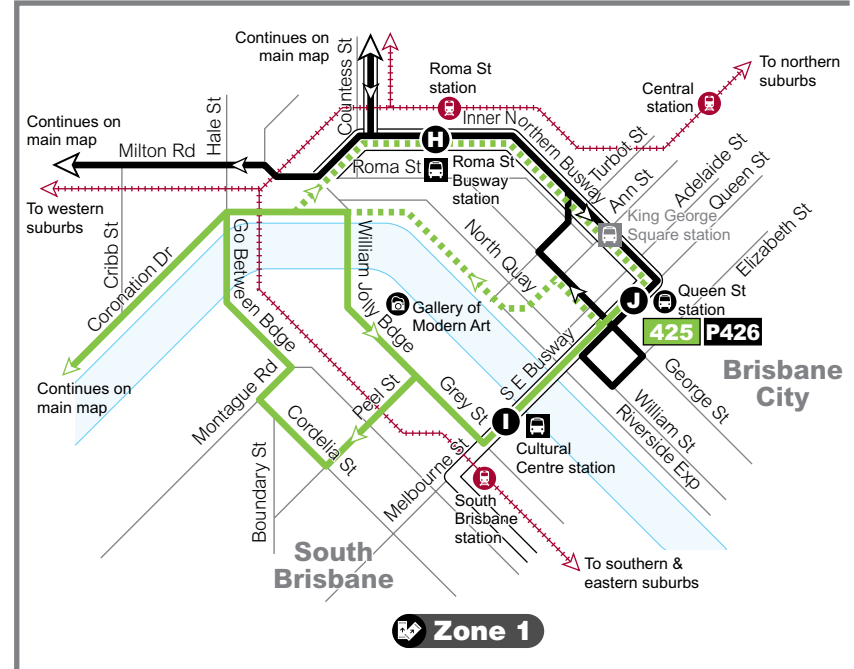 Continues on
main map
Countess St
Roma St
station
Central
station
To northern
suburbs
Continues on
main map
Hale St
Milton Rd
H
Inner Northern Busway
Turbot St
Roma St
Roma St
Busway
station
Ann St
Adelaide St
Queen St
To western
suburbs
King George
Square station
Elizabeth St
Cribb St
Coronation Dr
Go Between Bdge
William Jolly Bdge
North Quay
Gallery of
Modern Art
J
Queen St
station
425
P426
S E Busway
Brisbane
City
Continues on
main map
Montague Rd
Peel St
Grey St
George St
William St
Riverside Exp
Cordelia St
I
Cultural
Centre station
Boundary St
Melbourne St
South
Brisbane
station
South
Brisbane
To southern &
eastern suburbs
Zone 1